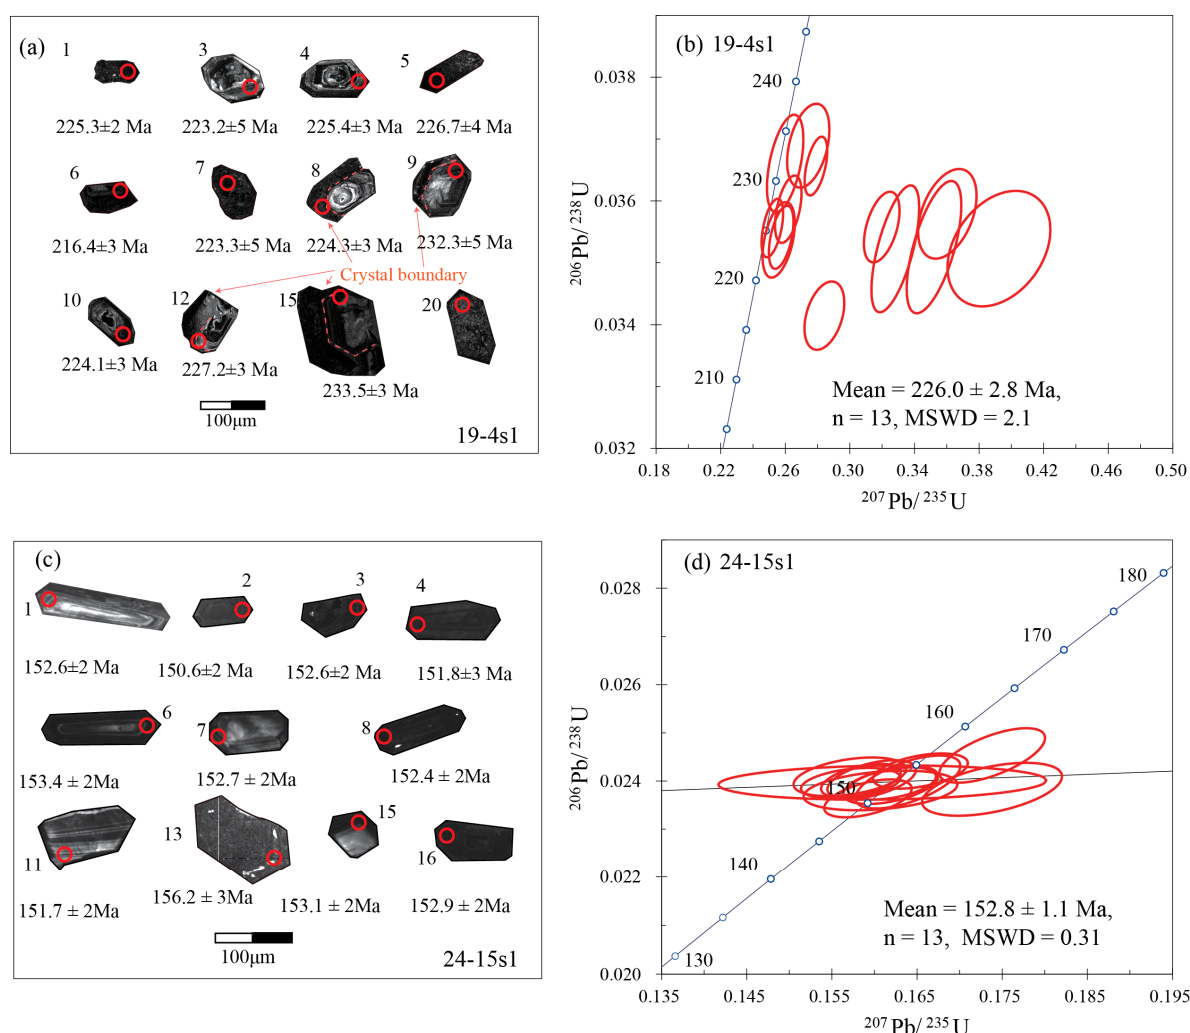 (a)
1
3
4
5
225.3±2 Ma
223.2±5 Ma
225.4±3 Ma
226.7±4 Ma
6
7
8
9
216.4±3 Ma
223.3±5 Ma
224.3±3 Ma
232.3±5 Ma
Crystal boundary
10
12
15
20
224.1±3 Ma
227.2±3 Ma
233.5±3 Ma
100μm
19-4s1
(b) 19-4s1
0.038
0.036
0.034
0.032
206Pb/238U
240
230
220
210
Mean = 226.0 ± 2.8 Ma,
n = 13, MSWD = 2.1
0.18 0.22 0.26 0.30 0.34 0.38 0.42 0.46 0.50
207Pb/235U
(c)
1
2
3
4
152.6±2 Ma
150.6±2 Ma
152.6±2 Ma
151.8±3 Ma
6
7
8
153.4 ± 2Ma
152.7 ± 2Ma
152.4 ± 2Ma
11
13
15
16
151.7 ± 2Ma
156.2 ± 3Ma
153.1 ± 2Ma
152.9 ± 2Ma
100μm
24-15s1
(d) 24-15s1
0.028
0.026
0.024
0.022
0.020
206Pb/238U
180
170
160
150
140
130
Mean = 152.8 ± 1.1 Ma,
n = 13, MSWD = 0.31
0.135 0.145 0.155 0.165 0.175 0.185 0.195
207Pb/235U